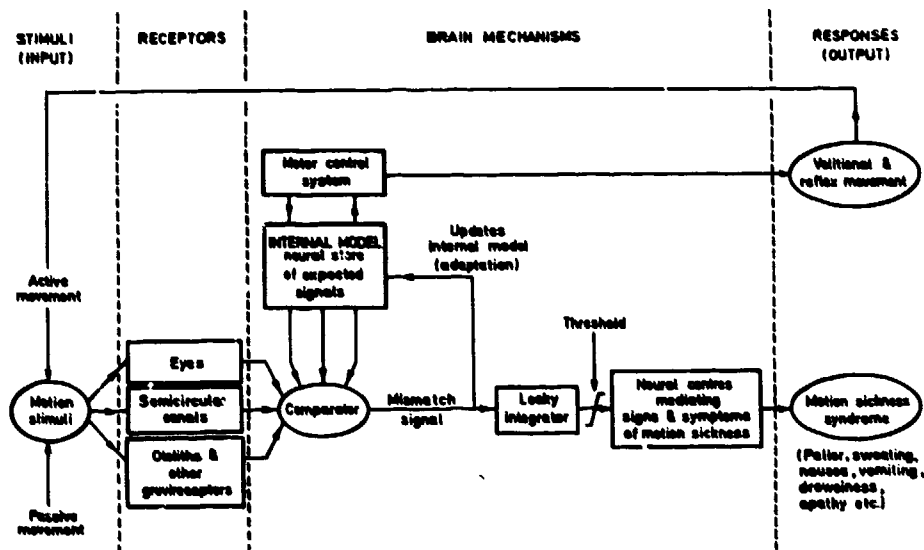 STIMULI
(INPUT)
RECEPTORS
BRAIN MECHANISMS
RESPONSES
(OUTPUT)
Motor control
system
Volitional &
reflex movement
INTERNAL MODEL
neural store
of expected
signals
Updates
internal model
(adaptation)
Active
movement
Threshold
Eyes
Motion
stimuli
Semicircular
canals
Comparator
Mismatch
signal
Leaky
integrator
Neural centres
mediating
signs & symptoms
of motion sickness
Motion sickness
syndrome
Otoliths &
other
gravireceptors
(Pallor, sweating,
nausea, vomiting,
drowsiness,
apathy etc.)
Passive
movement